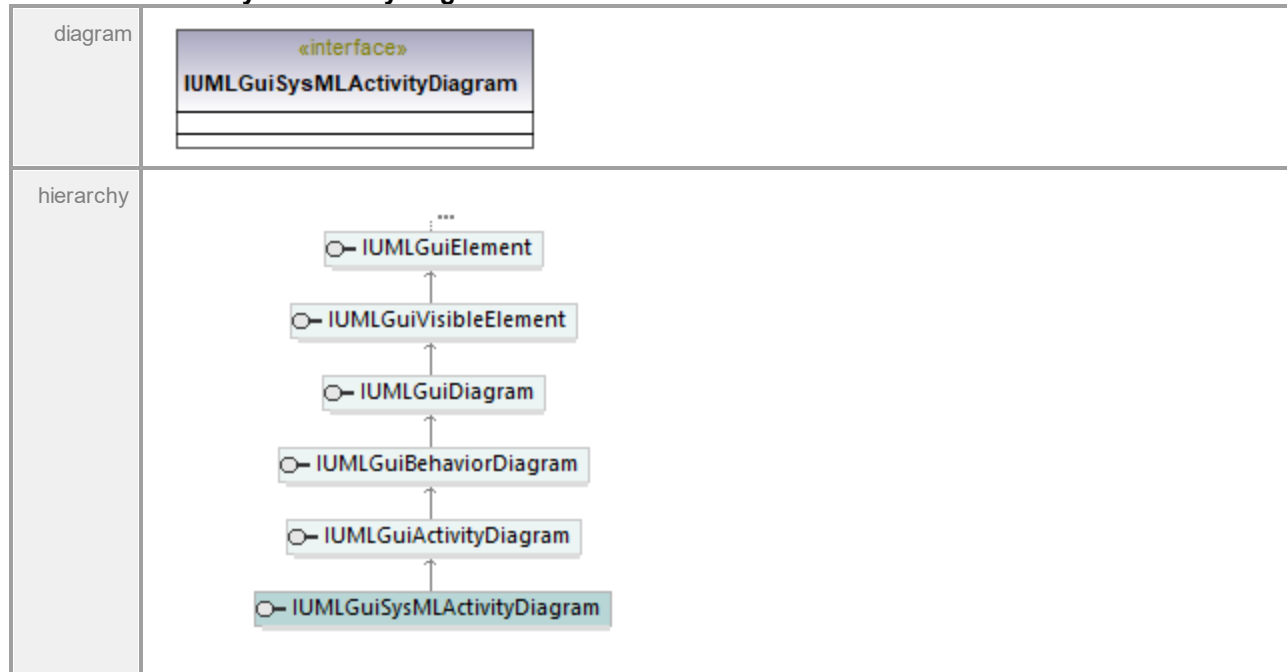 diagram
«interface»
IUMLGuiSysMLActivityDiagram
hierarchy
...
IUMLGuiElement
IUMLGuiVisibleElement
IUMLGuiDiagram
IUMLGuiBehaviorDiagram
IUMLGuiActivityDiagram
IUMLGuiSysMLActivityDiagram